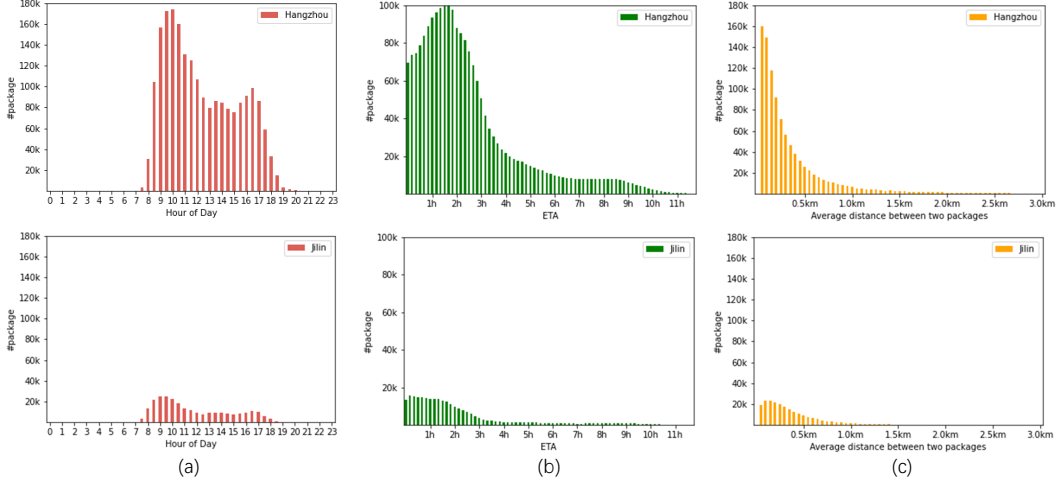 180k
160k
140k
120k
100k
80k
60k
40k
20k
#package
Hangzhou
0 1 2 3 4 5 6 7 8 9 10 11 12 13 14 15 16 17 18 19 20 21 22 23
Hour of Day
100k
80k
60k
40k
20k
#package
Hangzhou
1h 2h 3h 4h 5h 6h 7h 8h 9h 10h 11h
ETA
180k
160k
140k
120k
100k
80k
60k
40k
20k
#package
Hangzhou
0.5km 1.0km 1.5km 2.0km 2.5km 3.0km
Average distance between two packages
180k
160k
140k
120k
100k
80k
60k
40k
20k
#package
Jilin
0 1 2 3 4 5 6 7 8 9 10 11 12 13 14 15 16 17 18 19 20 21 22 23
Hour of Day
100k
80k
60k
40k
20k
#package
Jilin
1h 2h 3h 4h 5h 6h 7h 8h 9h 10h 11h
ETA
180k
160k
140k
120k
100k
80k
60k
40k
20k
#package
Jilin
0.5km 1.0km 1.5km 2.0km 2.5km 3.0km
Average distance between two packages
(a) (b) (c)